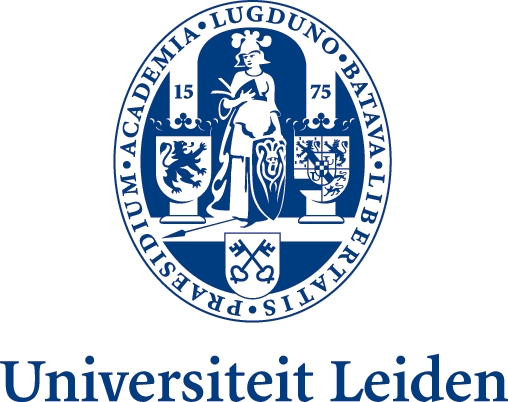 ACADEMIA · LUGDUNO · BATAVA · LIBERTATIS · PRAESIDIUM ·
15 75
Universiteit Leiden